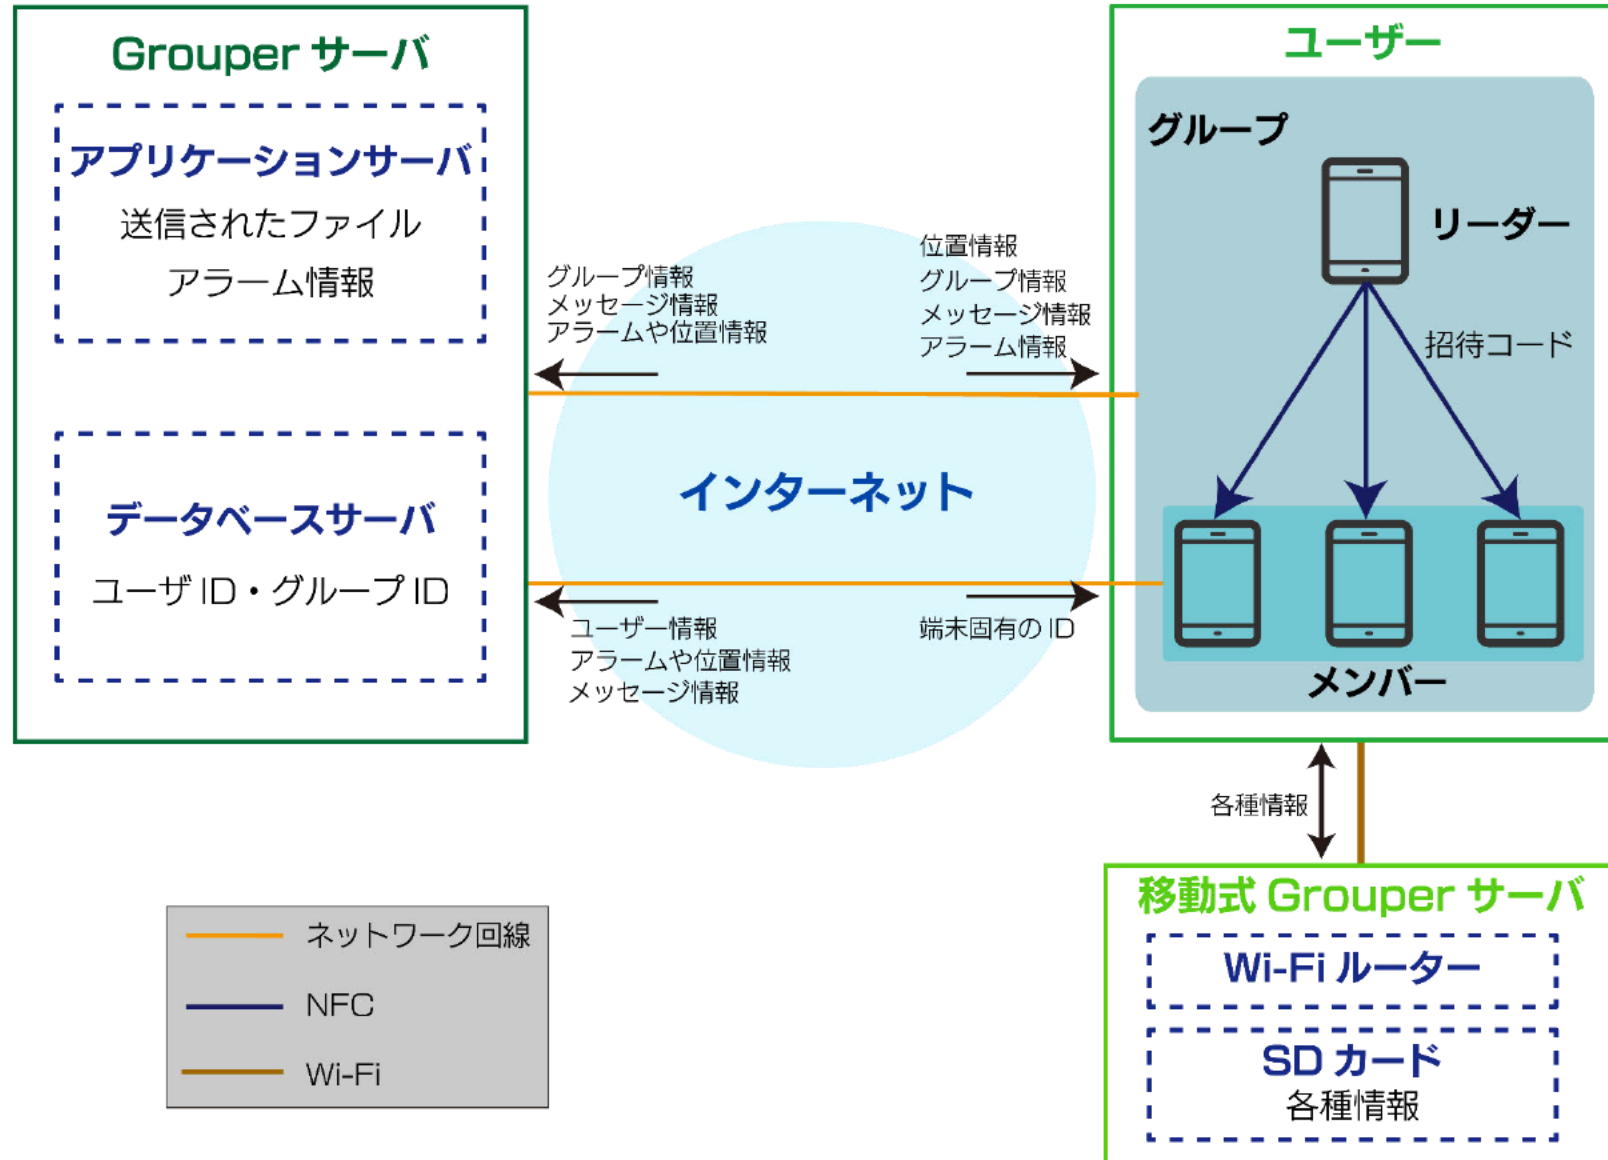 Grouper サーバ
アプリケーションサーバ
送信されたファイル
アラーム情報
データベースサーバ
ユーザ ID・グループ ID
グループ情報
メッセージ情報
アラームや位置情報
位置情報
グループ情報
メッセージ情報
アラーム情報
インターネット
ユーザー情報
アラームや位置情報
メッセージ情報
端末固有の ID
ユーザー
グループ
リーダー
招待コード
メンバー
各種情報
移動式 Grouper サーバ
Wi-Fi ルーター
SD カード
各種情報
ネットワーク回線
NFC
Wi-Fi